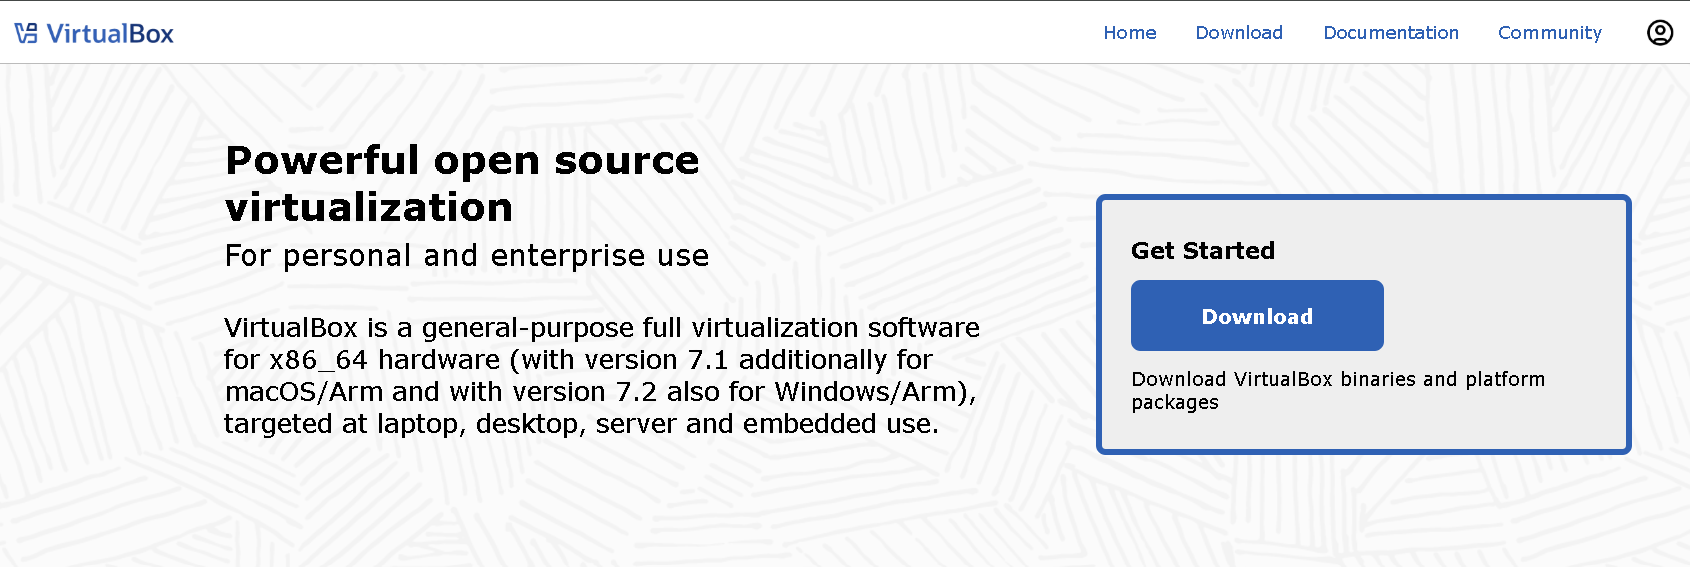 VirtualBox
Home
Download
Documentation
Community
Powerful open source
virtualization
For personal and enterprise use
VirtualBox is a general-purpose full virtualization software
for x86_64 hardware (with version 7.1 additionally for
macOS/Arm and with version 7.2 also for Windows/Arm),
targeted at laptop, desktop, server and embedded use.
Get Started
Download
Download VirtualBox binaries and platform
packages